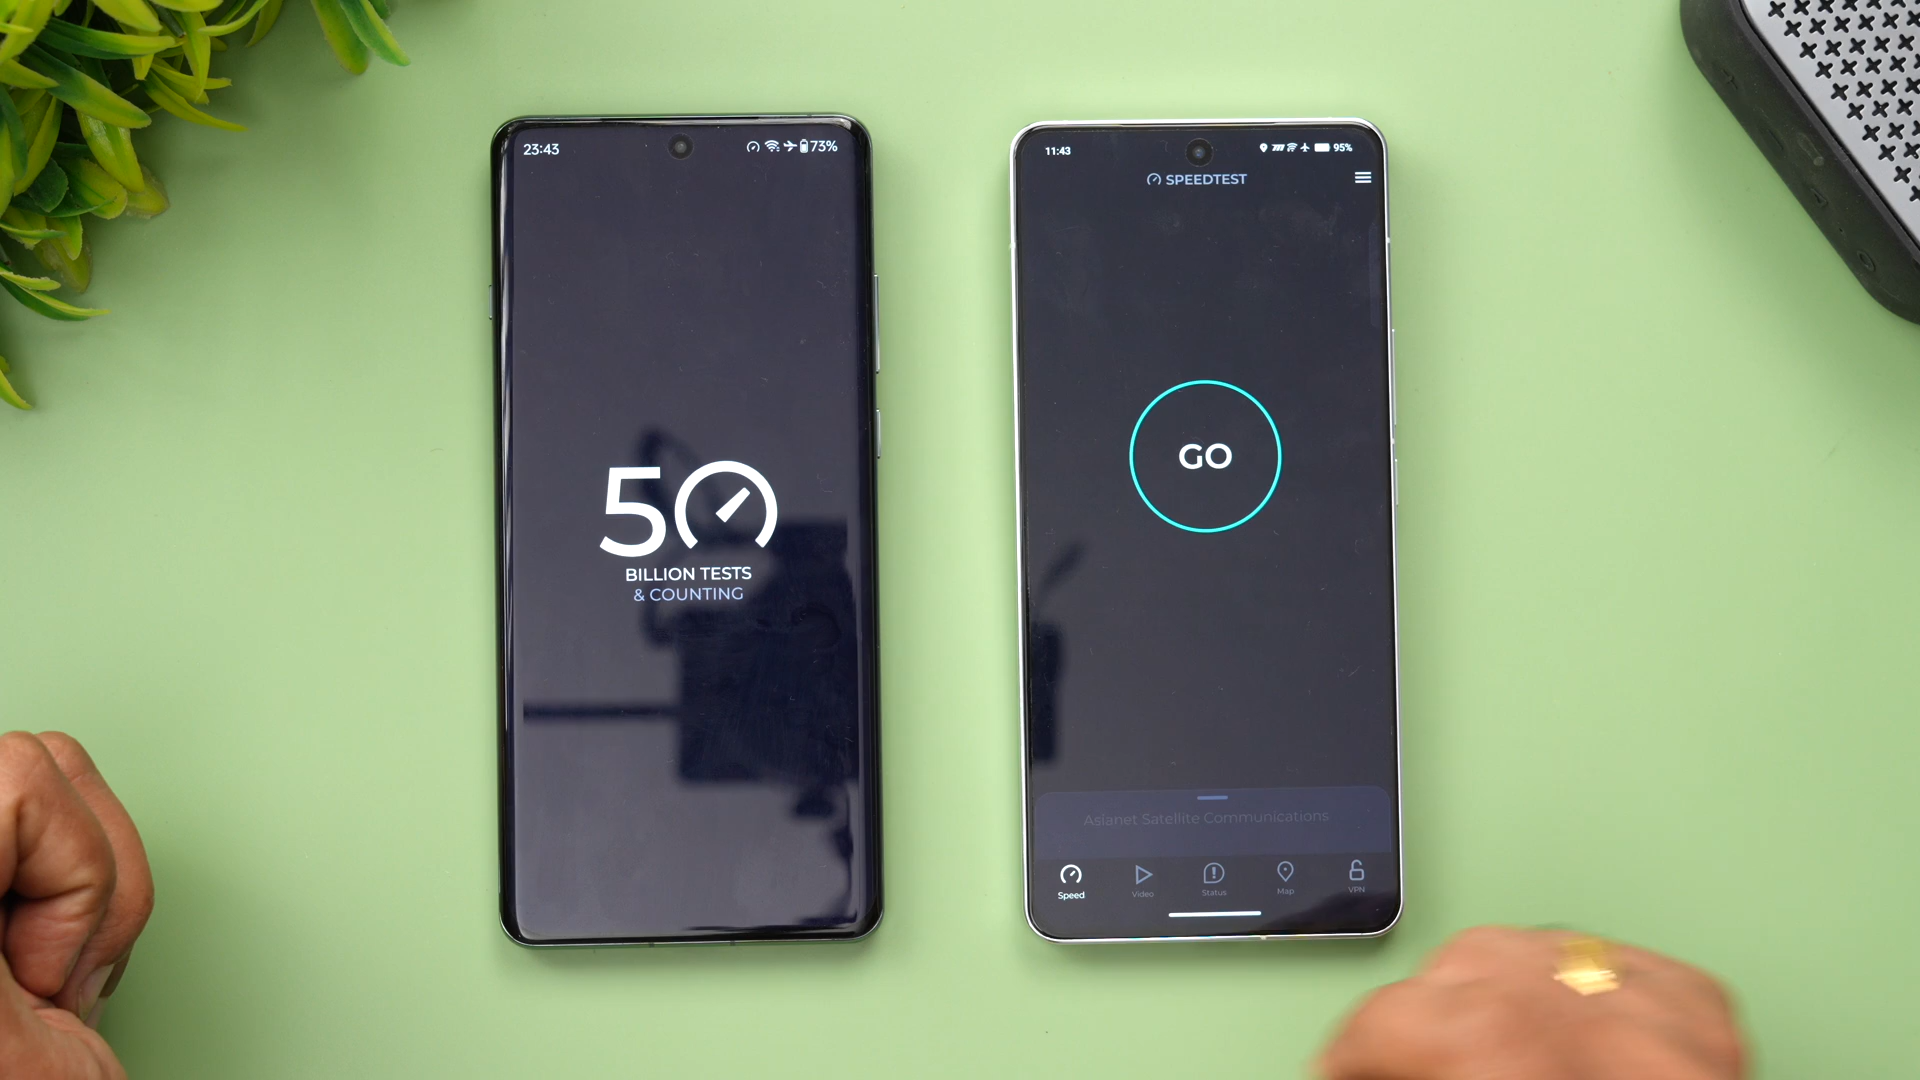 23:43
73%
50
BILLION TESTS
& COUNTING
11:43
95%
SPEEDTEST
GO
Asianet Satellite Communications
Speed
Video
Status
Map
VPN